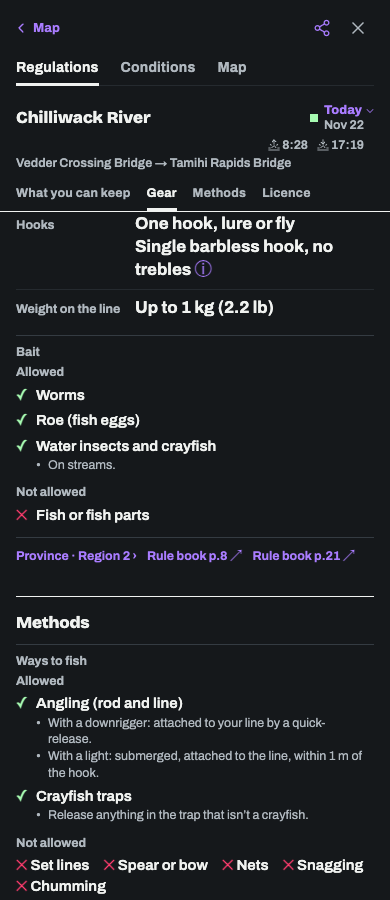 Map
Regulations Conditions Map
Chilliwack River
Today
Nov 22
8:28 17:19
Vedder Crossing Bridge → Tamihi Rapids Bridge
What you can keep Gear Methods Licence
Hooks
One hook, lure or fly
Single barbless hook, no
trebles
Weight on the line Up to 1 kg (2.2 lb)
Bait
Allowed
✓ Worms
✓ Roe (fish eggs)
✓ Water insects and crayfish
• On streams.
Not allowed
✕ Fish or fish parts
Province · Region 2 › Rule book p.8 ↗ Rule book p.21 ↗
Methods
Ways to fish
Allowed
✓ Angling (rod and line)
• With a downrigger: attached to your line by a quick-
release.
• With a light: submerged, attached to the line, within 1 m of
the hook.
✓ Crayfish traps
• Release anything in the trap that isn’t a crayfish.
Not allowed
✕ Set lines ✕ Spear or bow ✕ Nets ✕ Snagging
✕ Chumming